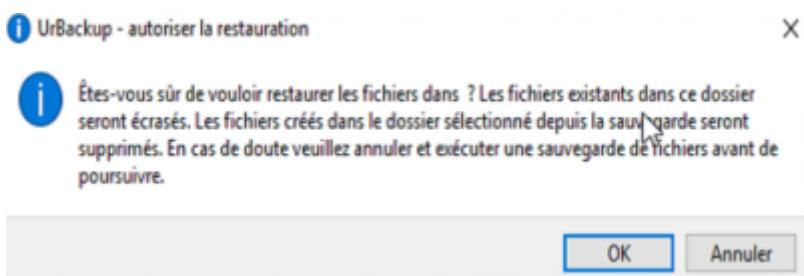 UrBackup - autoriser la restauration
Êtes-vous sûr de vouloir restaurer les fichiers dans ? Les fichiers existants dans ce dossier
seront écrasés. Les fichiers créés dans le dossier sélectionné depuis la sauvegarde seront
supprimés. En cas de doute veuillez annuler et exécuter une sauvegarde de fichiers avant de
poursuivre.
OK Annuler